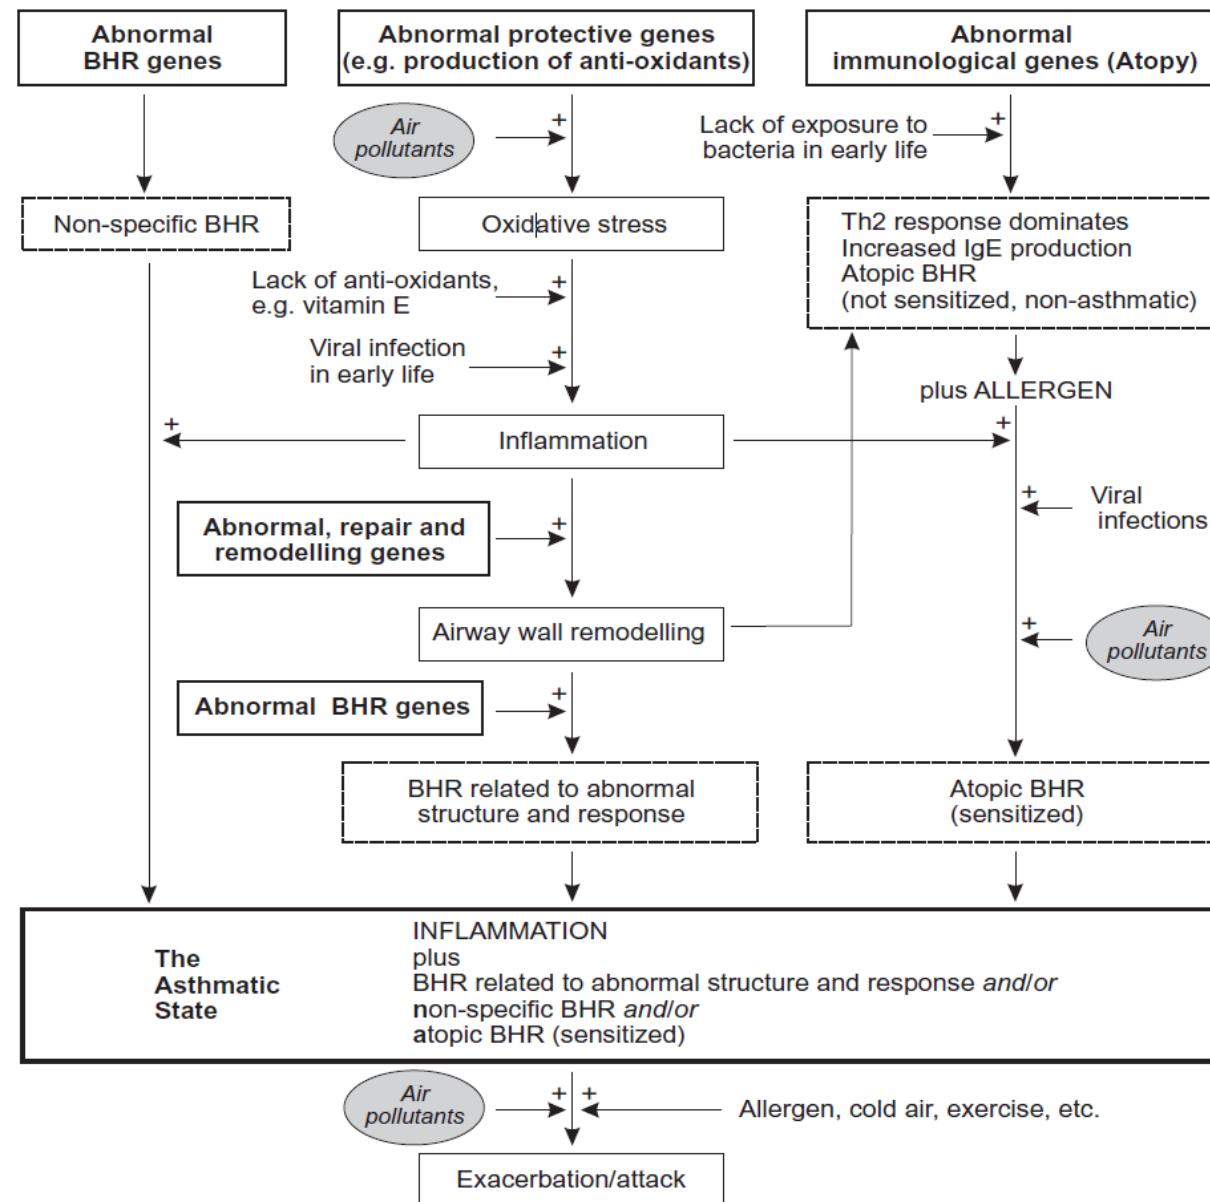 Abnormal
BHR genes
Abnormal protective genes
(e.g. production of anti-oxidants)
Abnormal
immunological genes (Atopy)
+
Air
pollutants
+
Lack of exposure to
bacteria in early life
Non-specific BHR
Oxidative stress
Th2 response dominates
Increased IgE production
Atopic BHR
(not sensitized, non-asthmatic)
Lack of anti-oxidants,
e.g. vitamin E
+
Viral infection
in early life
+
plus ALLERGEN
+
Inflammation
+
+
Viral
infections
Abnormal, repair and
remodelling genes
+
Airway wall remodelling
+
Air
pollutants
Abnormal BHR genes
+
BHR related to abnormal
structure and response
Atopic BHR
(sensitized)
The
Asthmatic
State
INFLAMMATION
plus
BHR related to abnormal structure and response and/or
non-specific BHR and/or
atopic BHR (sensitized)
Air
pollutants
+ +
Allergen, cold air, exercise, etc.
Exacerbation/attack